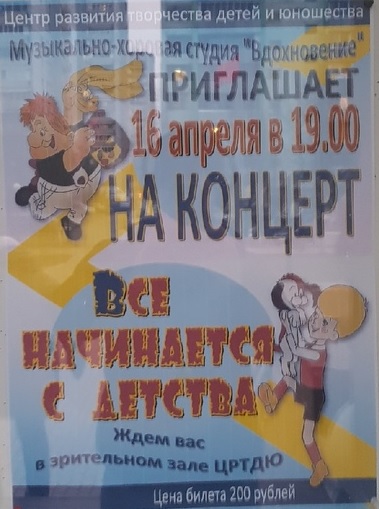 Центр развития творчества детей и юношества
Музыкально-хоровая студия "Вдохновение"
ПРИГЛАШАЕТ
16 апреля в 19.00
НА КОНЦЕРТ
ВСЕ
НАЧИНАЕТСЯ
С ДЕТСТВА
Ждем вас
в зрительном зале ЦРТДЮ
Цена билета 200 рублей